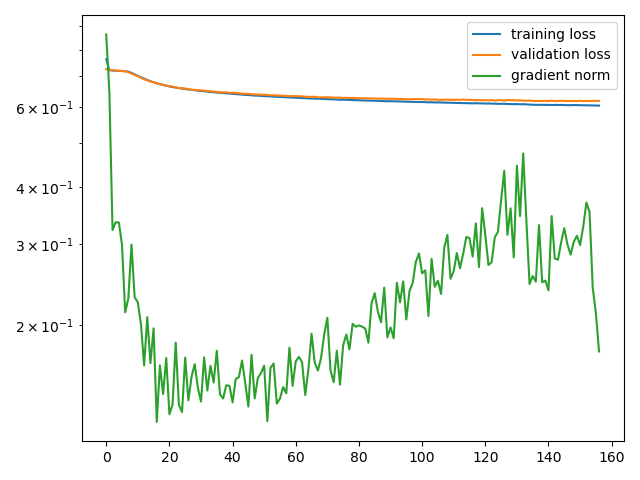 training loss
validation loss
gradient norm
6 × 10⁻¹
4 × 10⁻¹
3 × 10⁻¹
2 × 10⁻¹
0 20 40 60 80 100 120 140 160